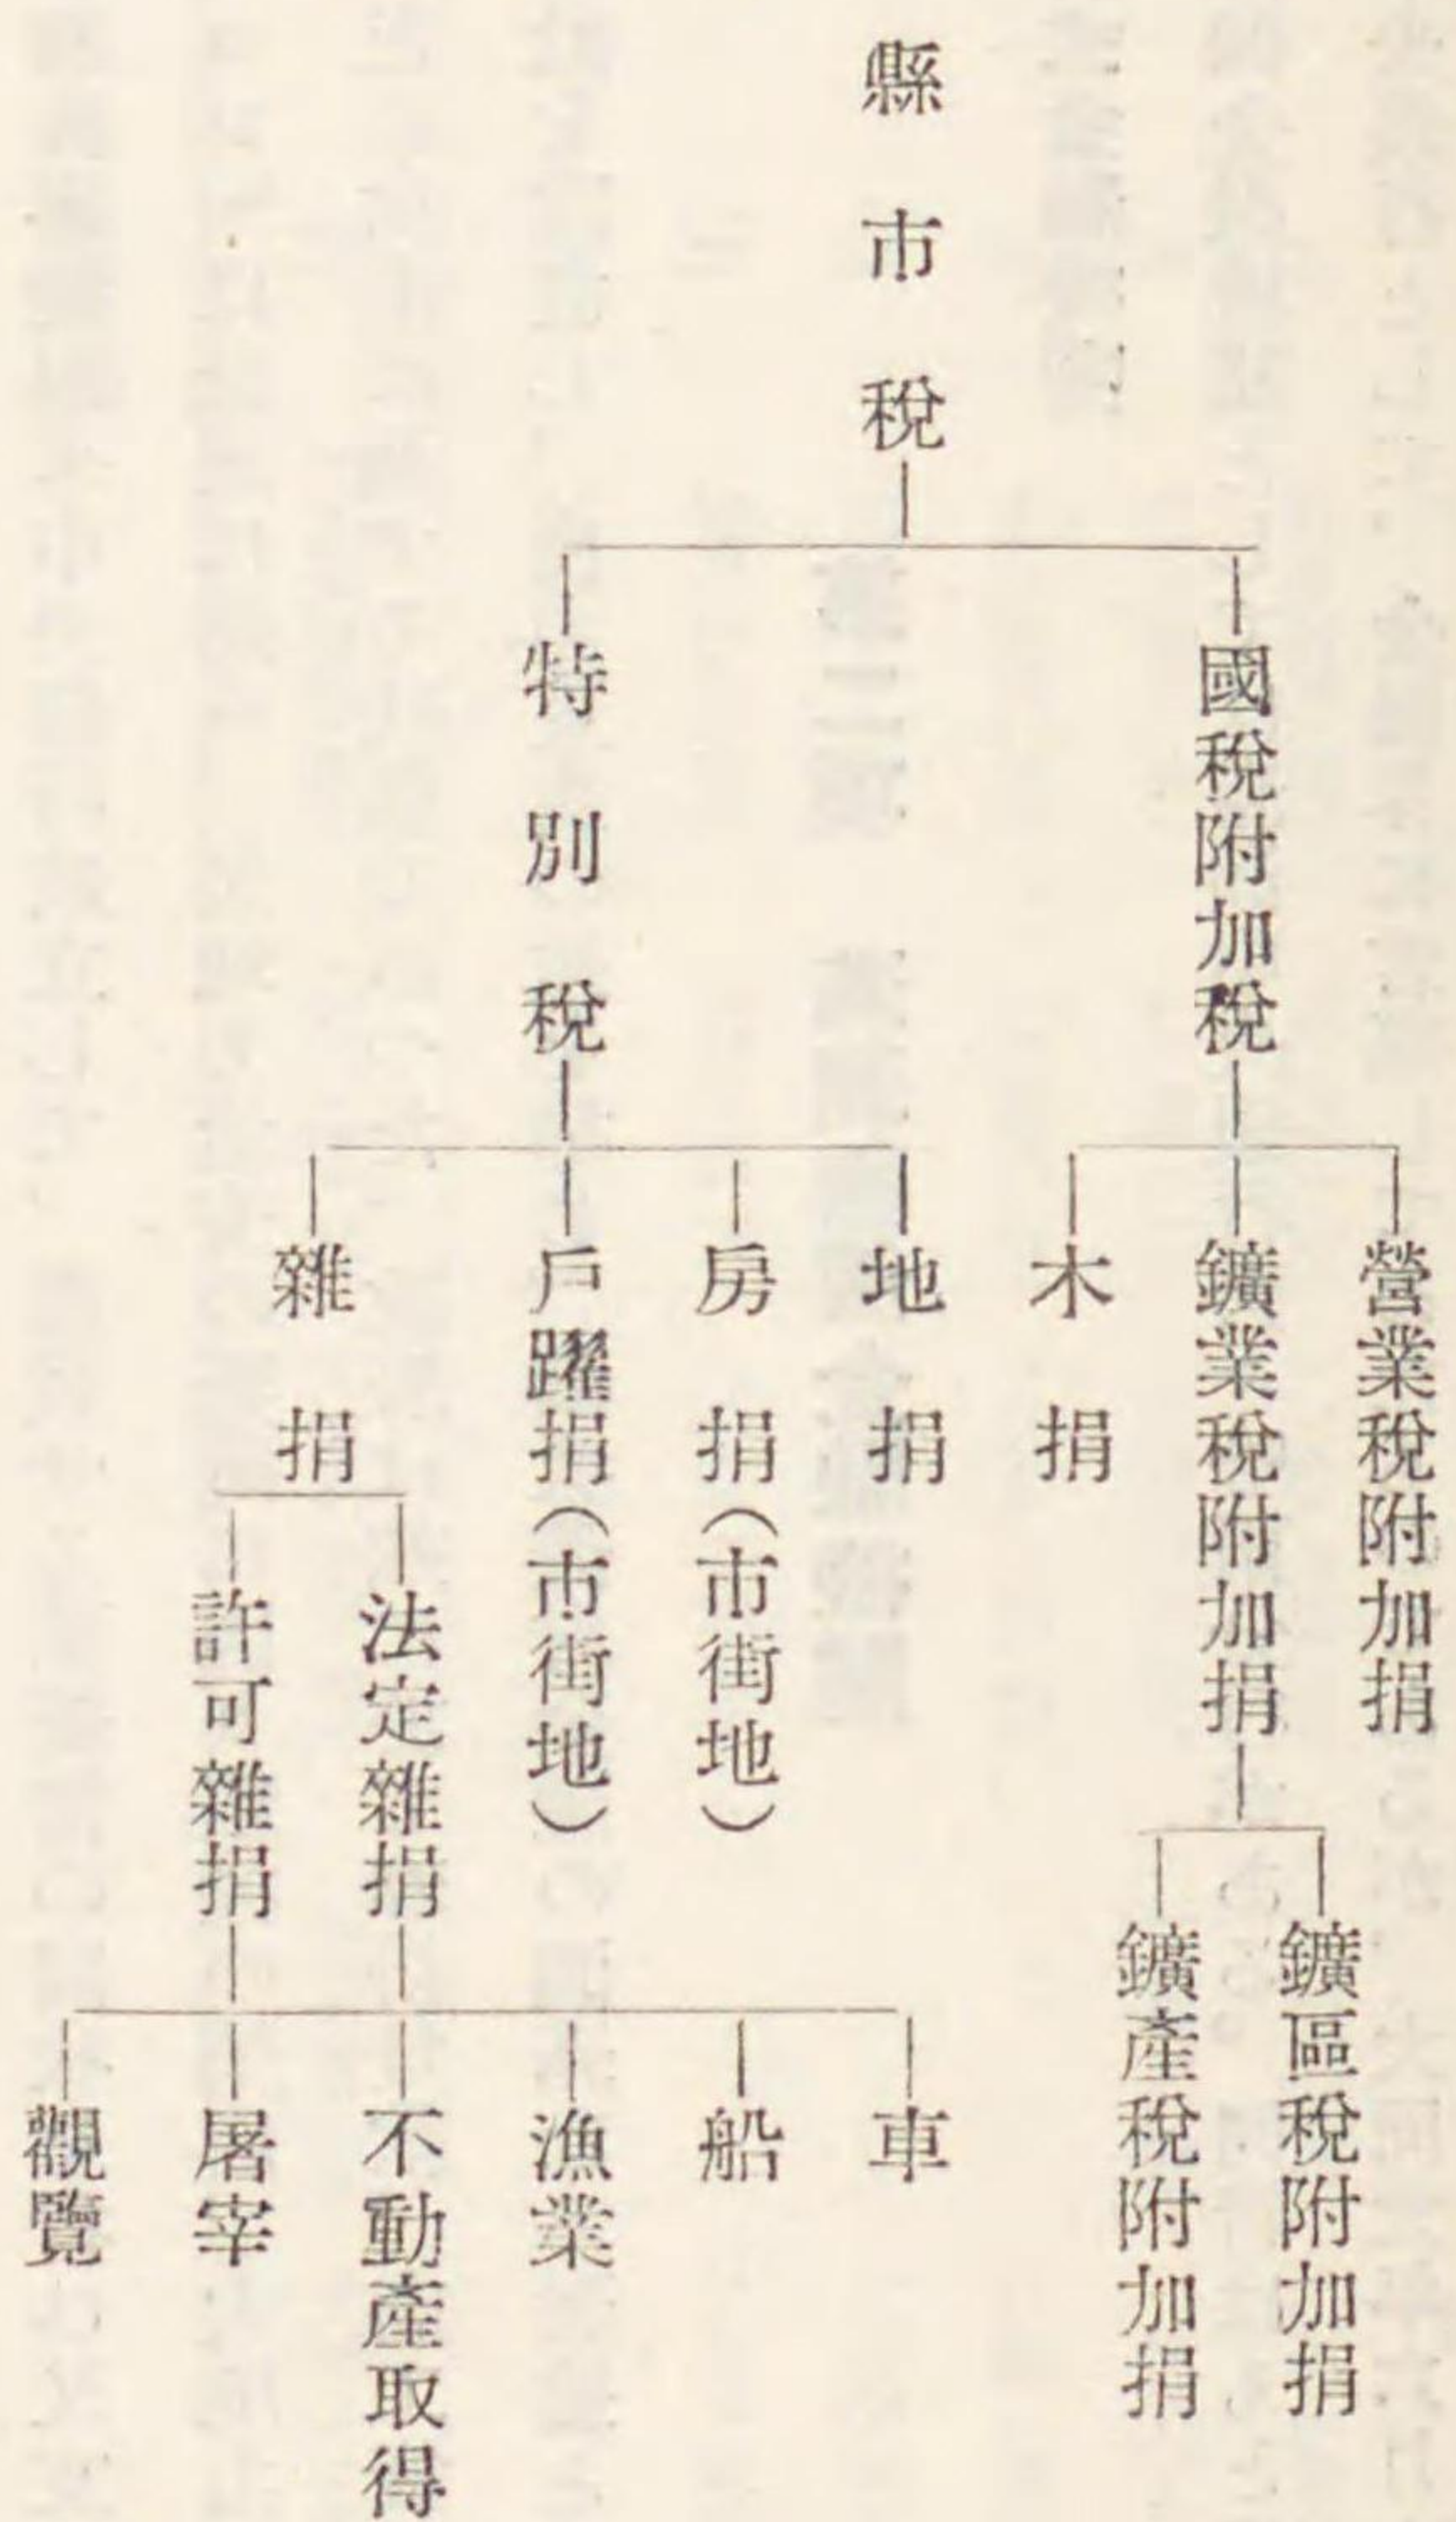 縣市稅
國稅附加稅
特別稅
營業稅附加捐
鑛業稅附加捐
木捐
地捐
房捐(市街地)
戶躍捐(市街地)
雜捐
鑛區稅附加捐
鑛產稅附加捐
法定雜捐
許可雜捐
車
船
漁業
不動產取得
屠宰
觀覽